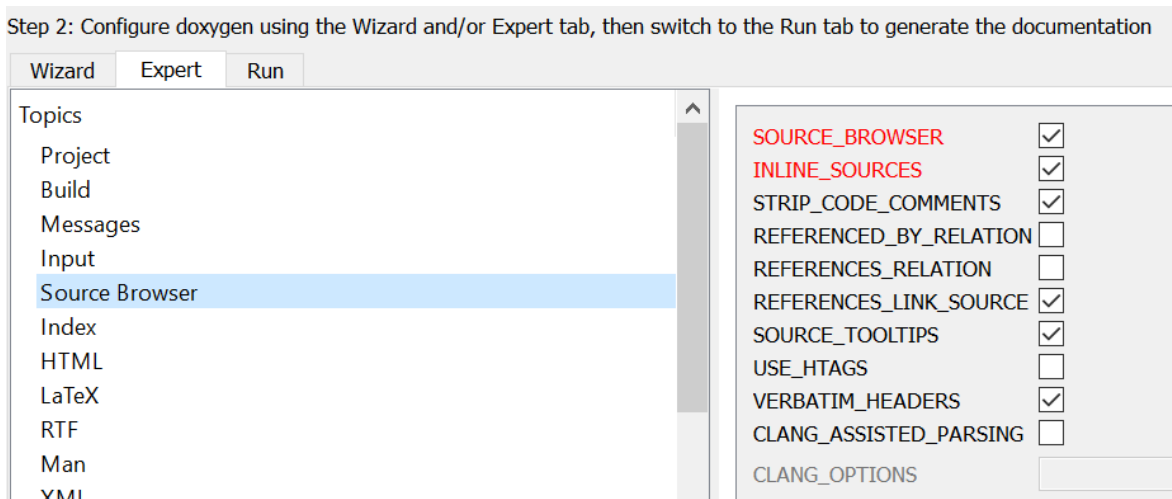 Step 2: Configure doxygen using the Wizard and/or Expert tab, then switch to the Run tab to generate the documentation
Wizard Expert Run
Topics
Project
Build
Messages
Input
Source Browser
Index
HTML
LaTeX
RTF
Man
XML
SOURCE_BROWSER
INLINE_SOURCES
STRIP_CODE_COMMENTS
REFERENCED_BY_RELATION
REFERENCES_RELATION
REFERENCES_LINK_SOURCE
SOURCE_TOOLTIPS
USE_HTAGS
VERBATIM_HEADERS
CLANG_ASSISTED_PARSING
CLANG_OPTIONS